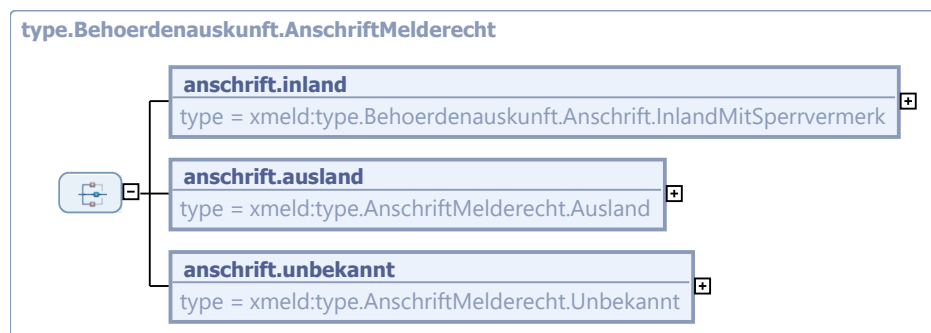 type.Behoerdenauskunft.AnschriftMelderecht
anschrift.inland
type = xmeld:type.Behoerdenauskunft.Anschrift.InlandMitSperrvermerk
anschrift.ausland
type = xmeld:type.AnschriftMelderecht.Ausland
anschrift.unbekannt
type = xmeld:type.AnschriftMelderecht.Unbekannt